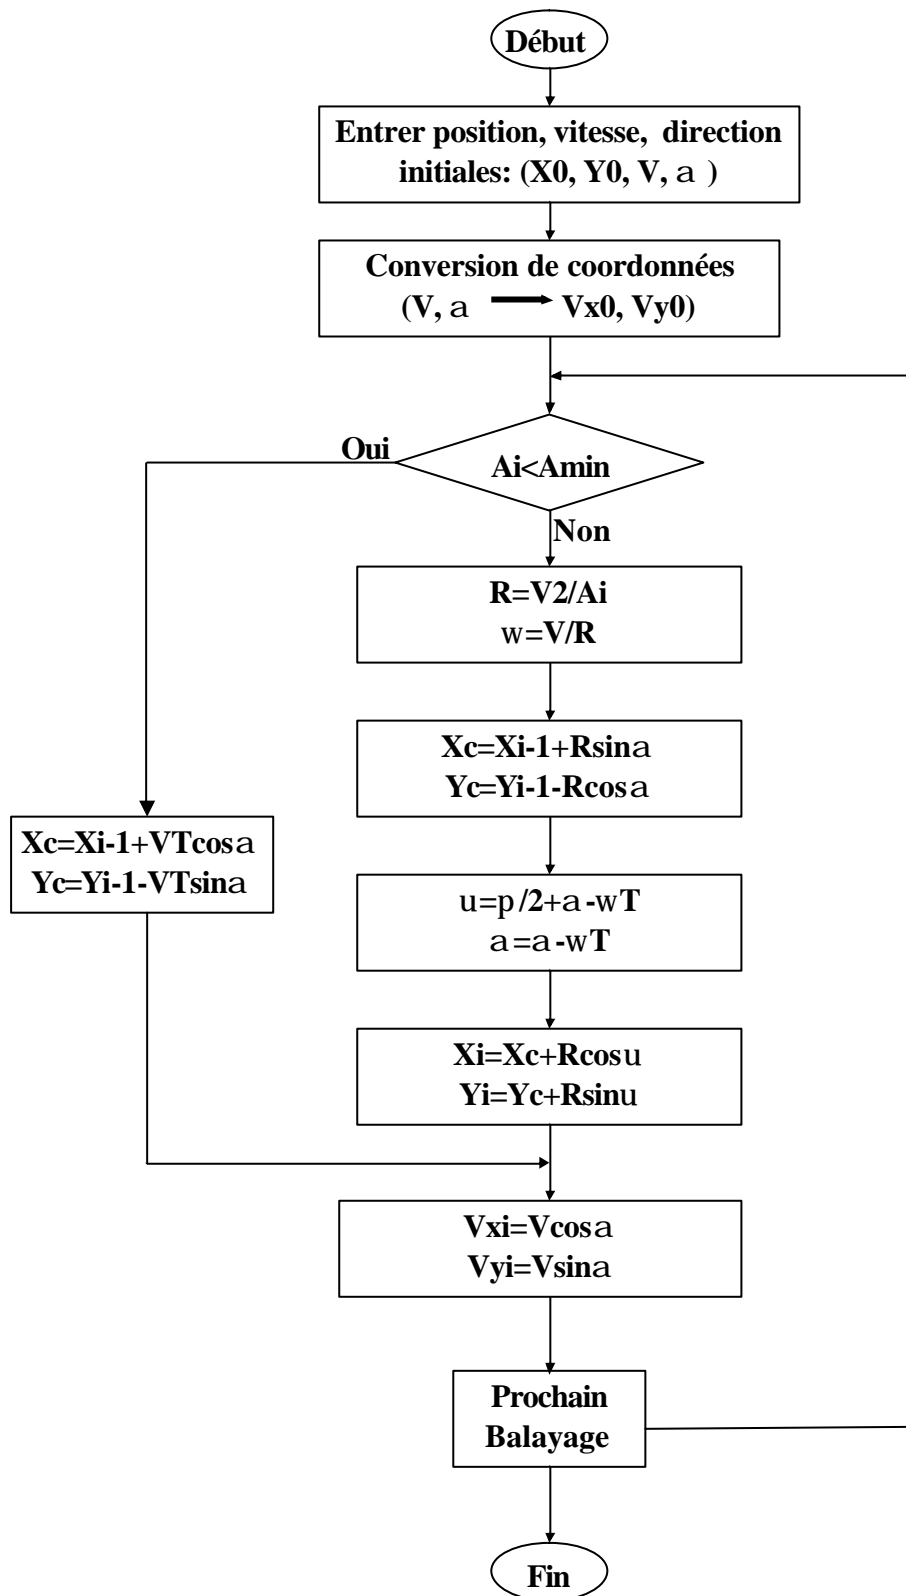 Début
Entrer position, vitesse, direction
initiales: (X0, Y0, V, a )
Conversion de coordonnées
(V, a Vx0, Vy0)
Oui
Ai<Amin
Non
R=V2/Ai
w=V/R
Xc=Xi-1+Rsina
Yc=Yi-1-Rcosa
Xc=Xi-1+VTcosa
Yc=Yi-1-VTsina
u=p/2+a-wT
a=a-wT
Xi=Xc+Rcosu
Yi=Yc+Rsinu
Vxi=Vcosa
Vyi=Vsina
Prochain
Balayage
Fin